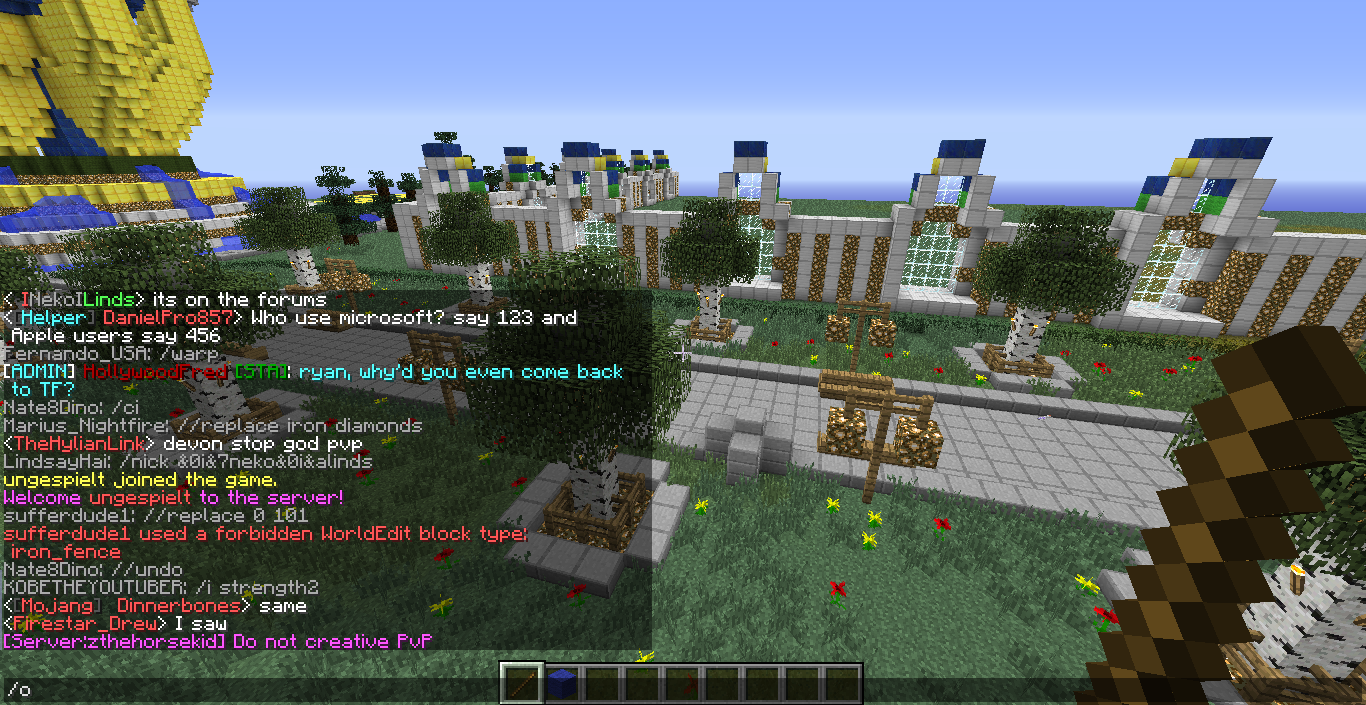 < INekoILinds> its on the forums
<[Helper] DanielPro857> Who use microsoft? say 123 and
Apple users say 456
Fernando_USA: /warp
[ADMIN] HollywoodFred [STA]: ryan, why'd you even come back
to TF?
Nate8Dino: /ci
Marius_Nightfire: //replace iron diamonds
<TheHylianLink> devon stop god pvp
LindsayHai: /nick &0i&7neko&0i&alinds
ungespielt joined the game.
Welcome ungespielt to the server!
sufferdude1: //replace 0 101
sufferdude1 used a forbidden WorldEdit block type:
iron_fence
Nate8Dino: //undo
KOBETHEYOUTUBER: /i strength2
<[Mojang] Dinnerbones> same
<Firestar_Drew> I saw
[Server:zthehorsekid] Do not creative PvP
/o